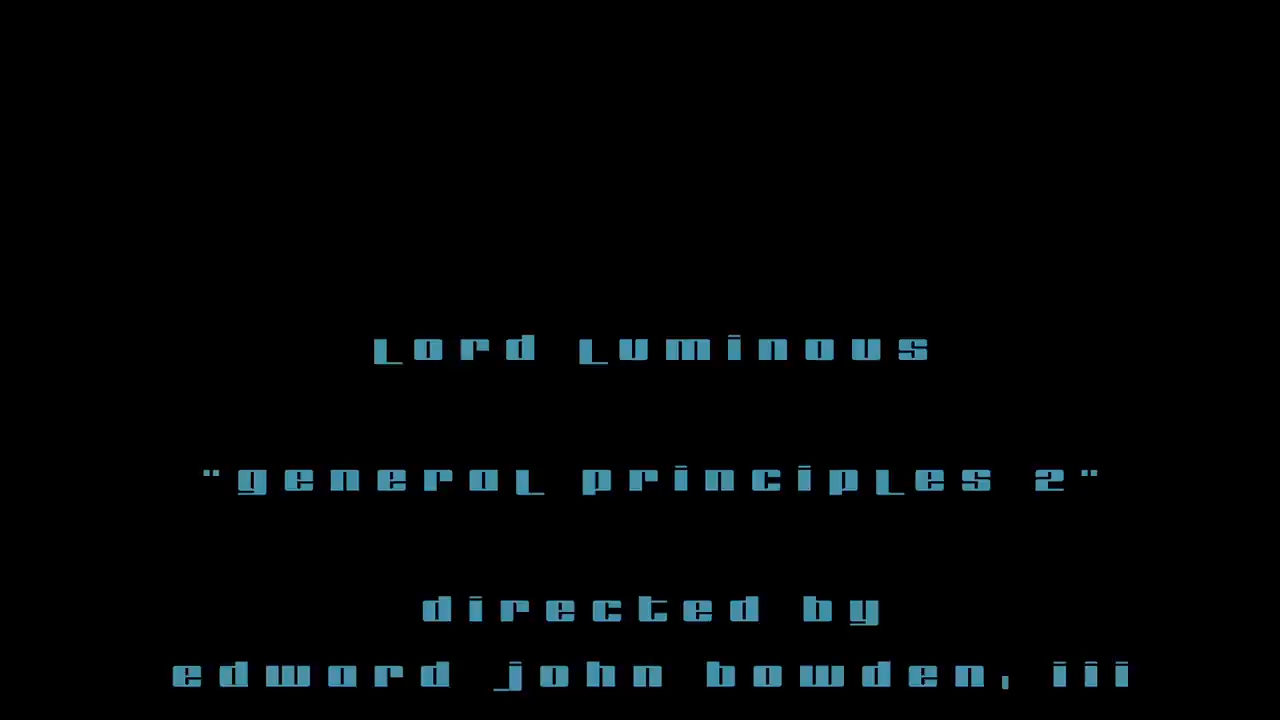 Lord Luminous
"general principles 2"
directed by
edward john bowden, iii